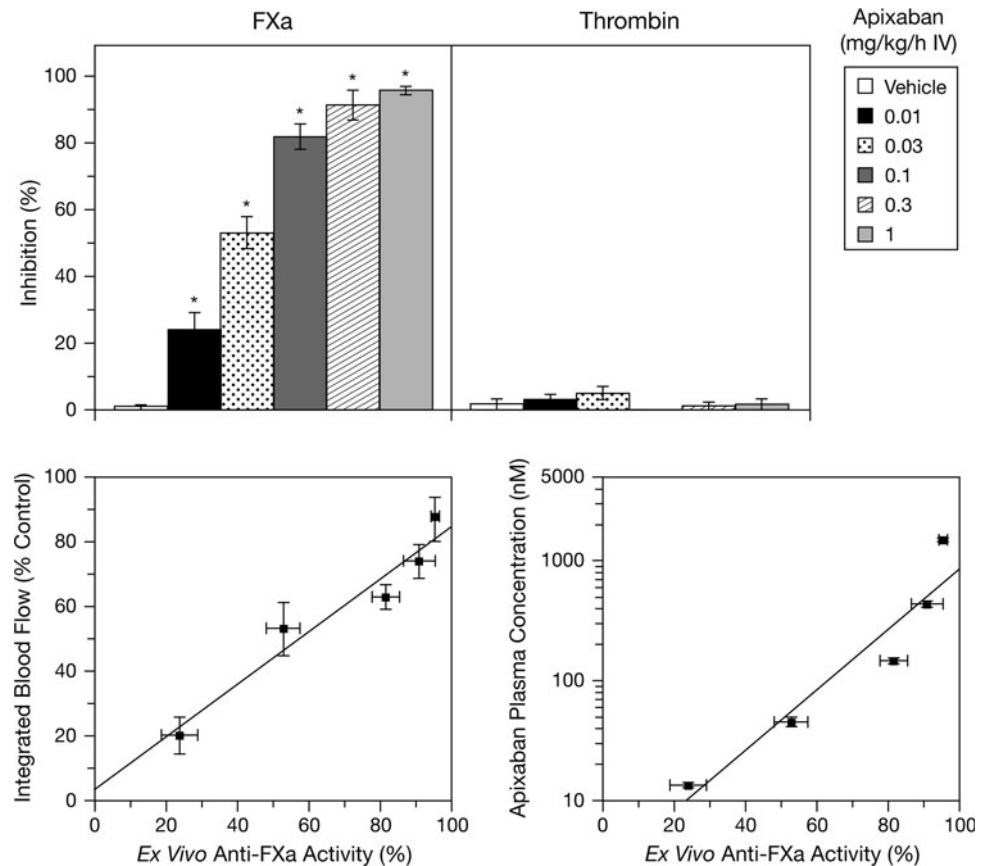 FXa
Thrombin
Apixaban
(mg/kg/h IV)
Vehicle
0.01
0.03
0.1
0.3
1
Inhibition (%)
100
80
60
40
20
0
*
*
*
*
*
Integrated Blood Flow (% Control)
100
80
60
40
20
0
0 20 40 60 80 100
Ex Vivo Anti-FXa Activity (%)
Apixaban Plasma Concentration (nM)
5000
1000
100
10
0 20 40 60 80 100
Ex Vivo Anti-FXa Activity (%)